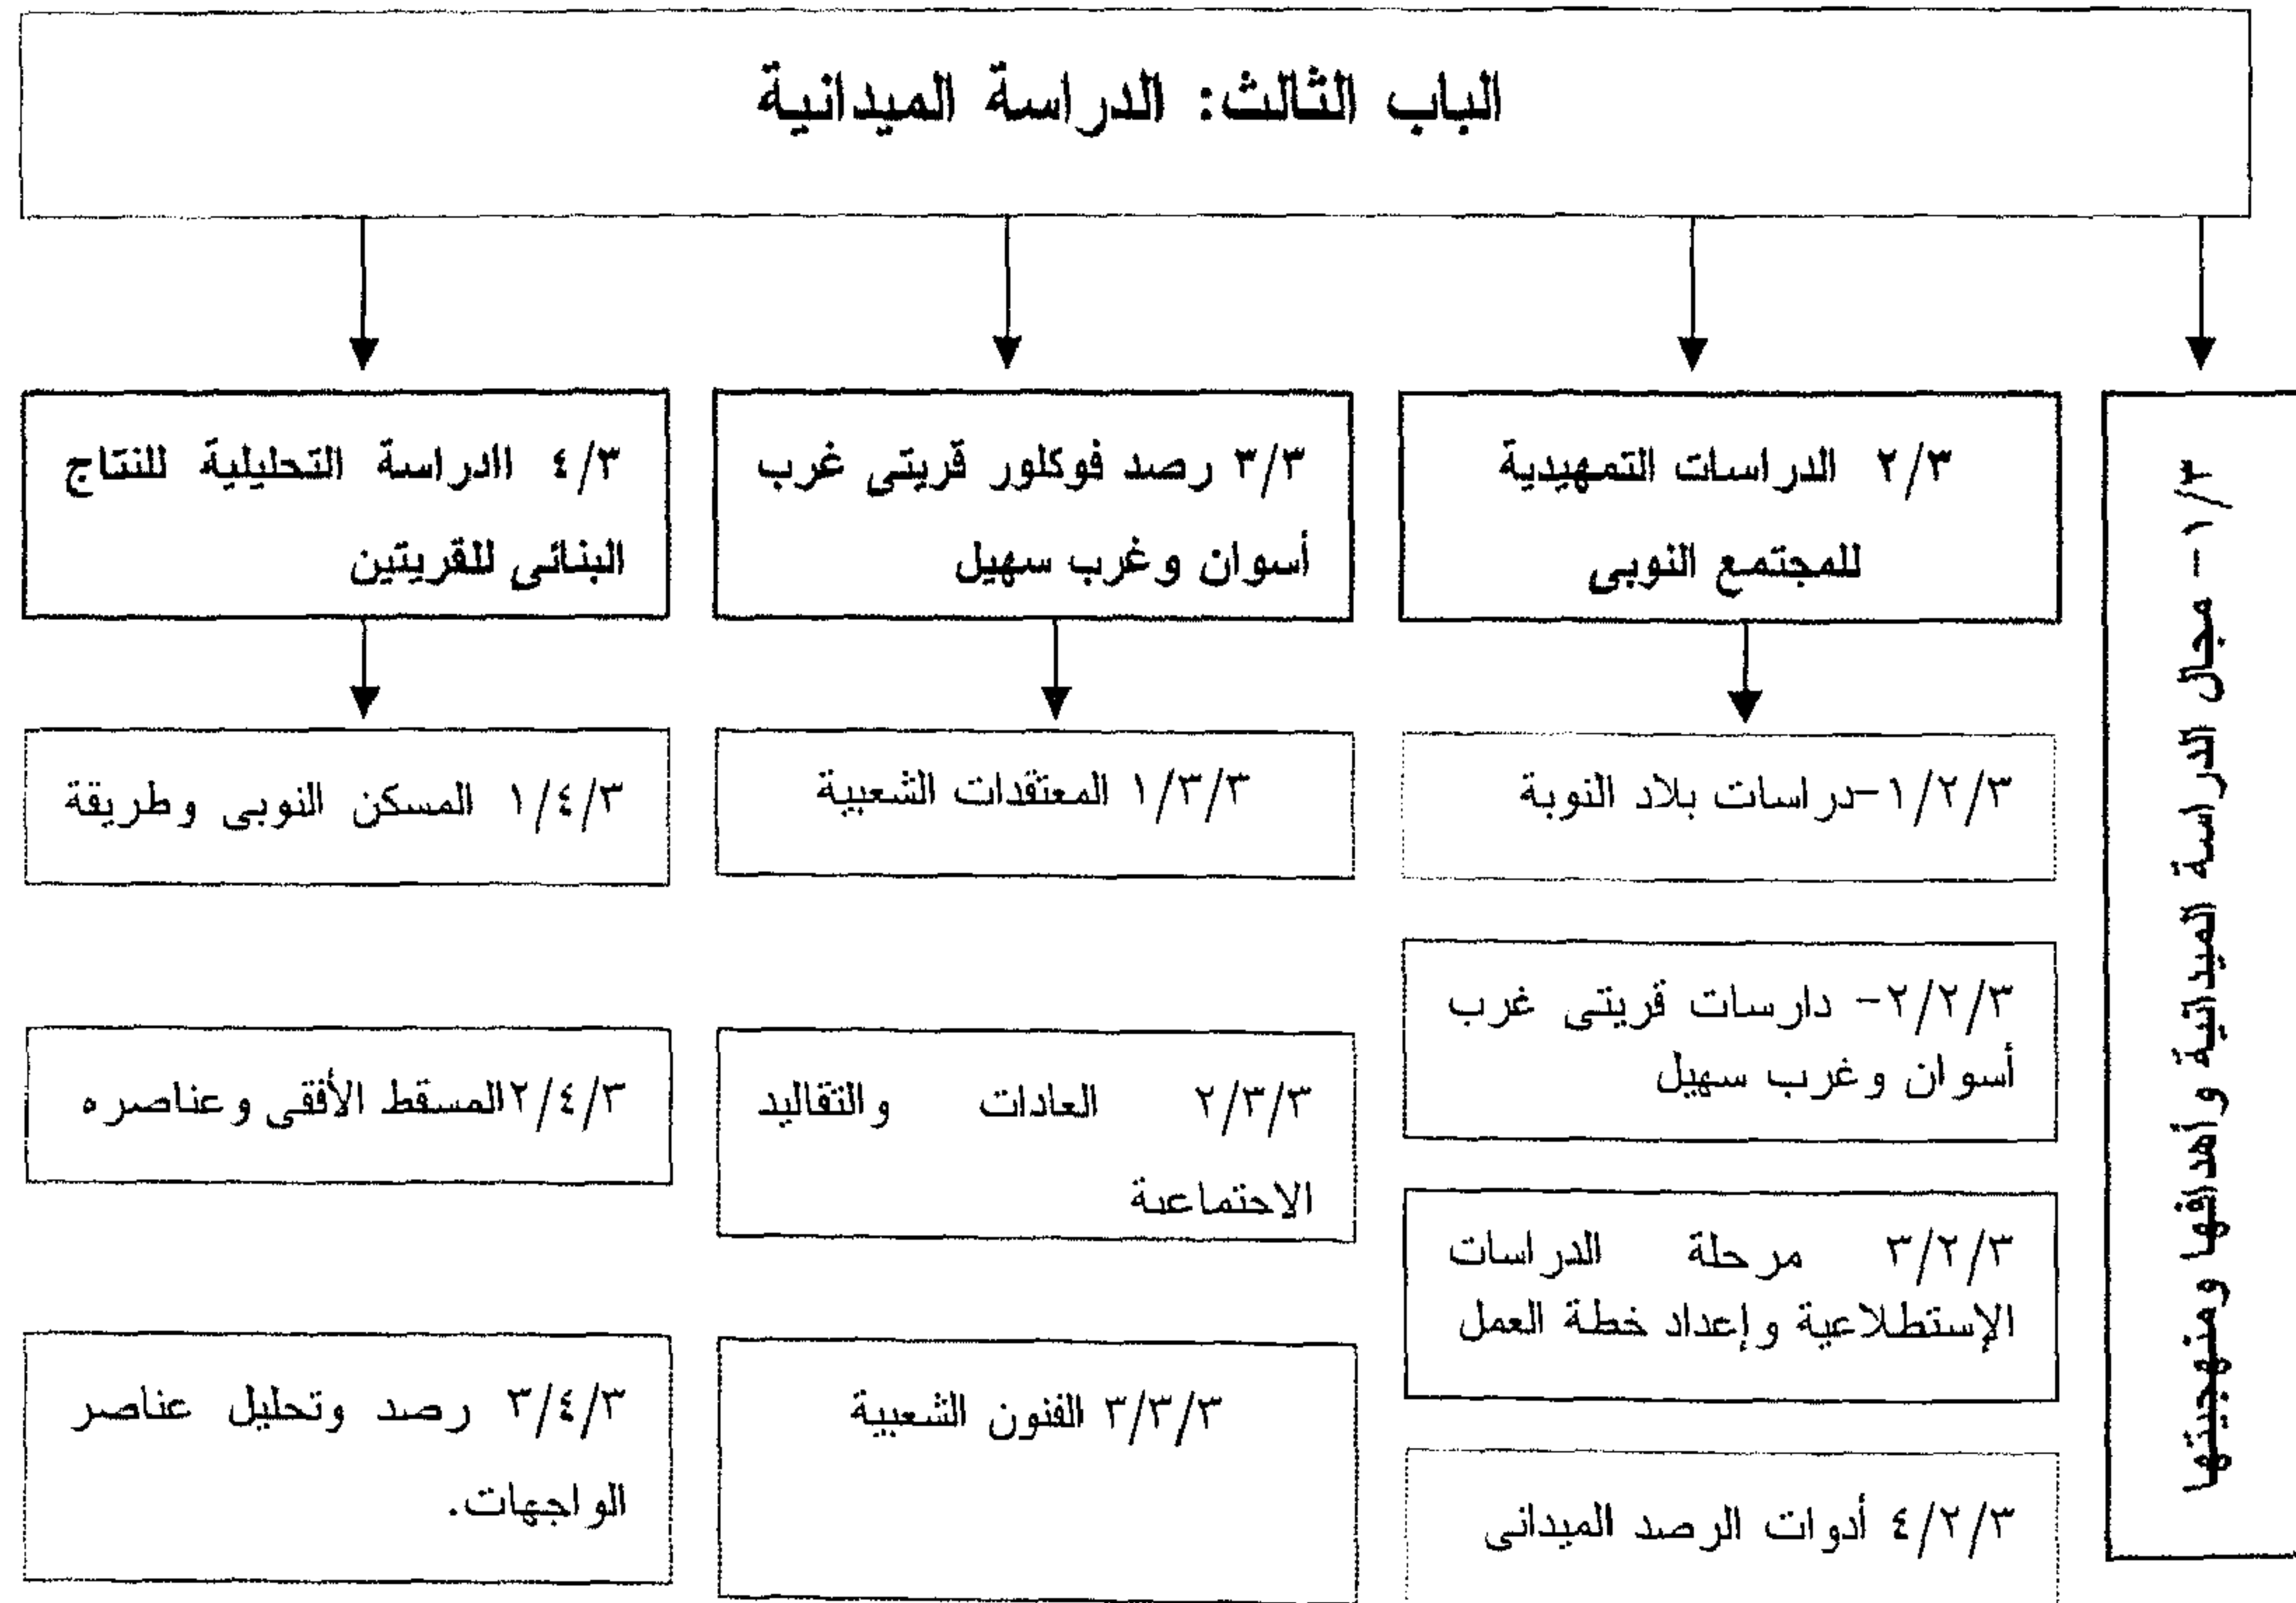 الباب الثالث: الدراسة الميدانية
٣/١- مجال الدراسة الميدانية وأهدافها ومنهجيتها
٣/٢ الدراسات التمهيدية
للمجتمع النوبى
٣/٢/١-دراسات بلاد النوبة
٣/٢/٢- دارسات قريتى غرب
أسوان وغرب سهيل
٣/٢/٣ مرحلة الدراسات
الإستطلاعية وإعداد خطة العمل
٣/٢/٤ أدوات الرصد الميدانى
٣/٣ رصد فوكلور قريتى غرب
أسوان وغرب سهيل
٣/٣/١ المعتقدات الشعبية
٣/٣/٢ العادات والتقاليد
الاجتماعية
٣/٣/٣ الفنون الشعبية
٣/٤ االدراسة التحليلية للنتاج
البنائى للقريتين
٣/٤/١ المسكن النوبى وطريقة
٣/٤/٢المسقط الأفقى وعناصره
٣/٤/٣ رصد وتحليل عناصر
الواجهات.